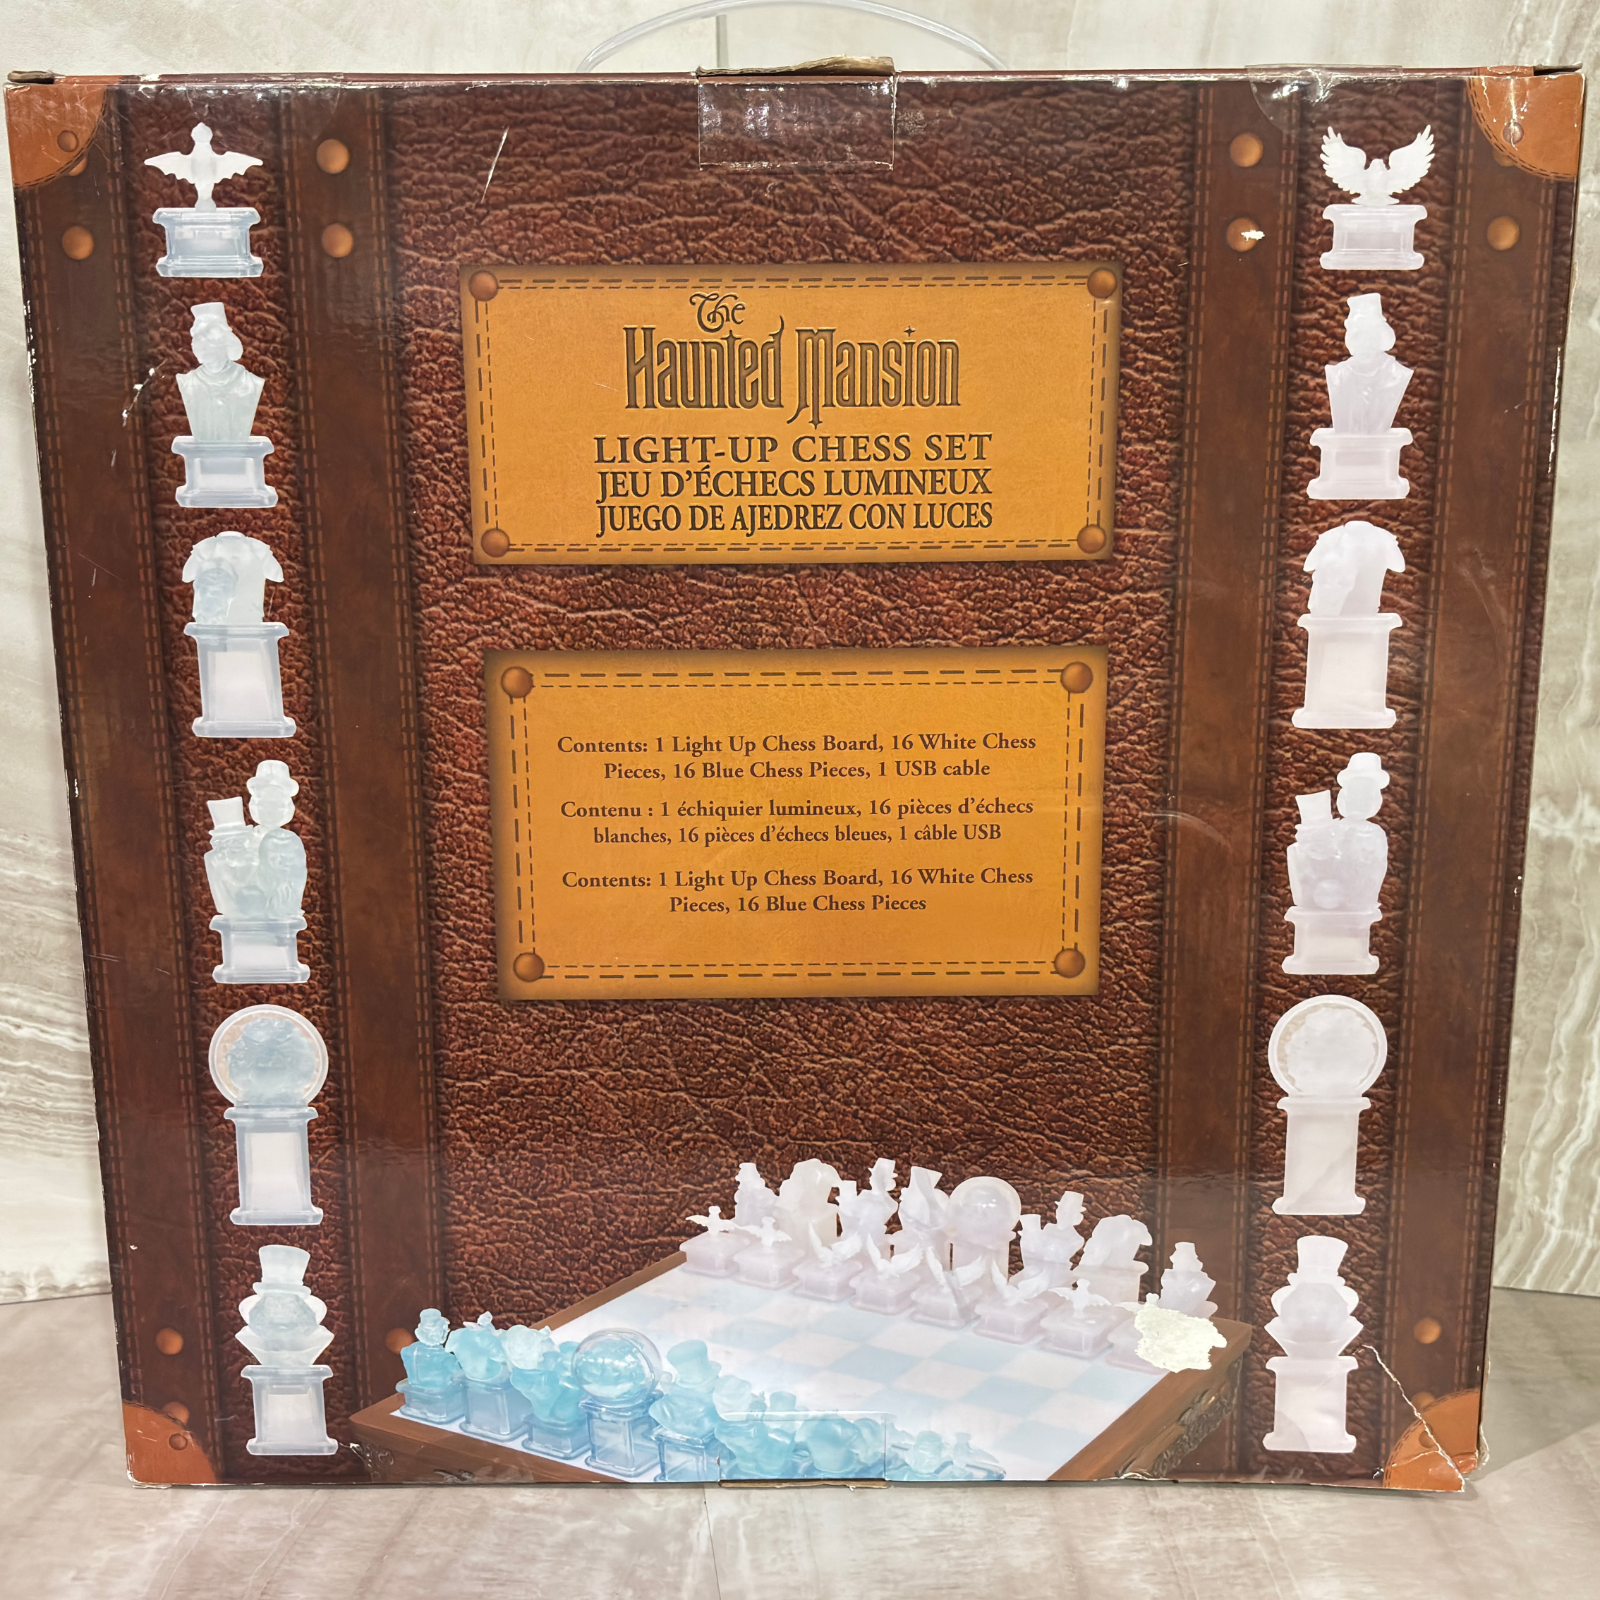 The
Haunted Mansion
LIGHT-UP CHESS SET
JEU D'ÉCHECS LUMINEUX
JUEGO DE AJEDREZ CON LUCES
Contents: 1 Light Up Chess Board, 16 White Chess
Pieces, 16 Blue Chess Pieces, 1 USB cable
Contenu : 1 échiquier lumineux, 16 pièces d'échecs
blanches, 16 pièces d'échecs bleues, 1 câble USB
Contents: 1 Light Up Chess Board, 16 White Chess
Pieces, 16 Blue Chess Pieces